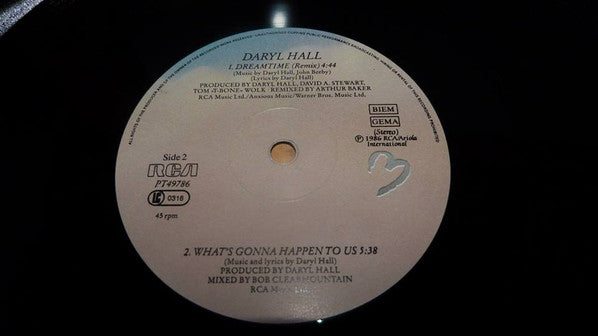 DARYL HALL
1. DREAMTIME (Remix) 4:44
(Music by Daryl Hall, John Beeby)
(Lyrics by Daryl Hall)
PRODUCED BY DARYL HALL, DAVID A. STEWART,
TOM «T-BONE» WOLK · REMIXED BY ARTHUR BAKER
RCA Music Ltd./Anxious Music/Warner Bros. Music Ltd.
BIEM
GEMA
(Stereo)
℗ 1986 RCA/Ariola
International
Side 2
RCA
PT49786
LC 0316
45 rpm
2. WHAT'S GONNA HAPPEN TO US 5:38
(Music and lyrics by Daryl Hall)
PRODUCED BY DARYL HALL
MIXED BY BOB CLEARMOUNTAIN
RCA